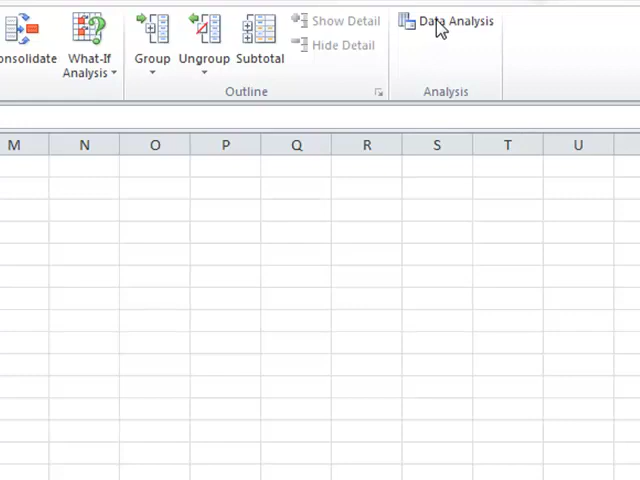 onsolidate
What-If
Analysis
Group
Ungroup
Subtotal
Show Detail
Hide Detail
Outline
Data Analysis
Analysis
M N O P Q R S T U